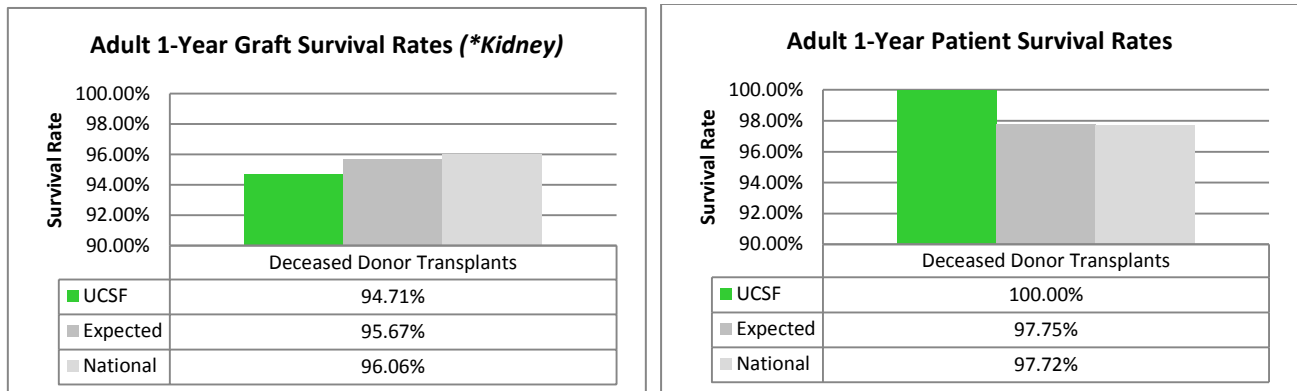 Adult 1-Year Graft Survival Rates (*Kidney)
Survival Rate
100.00%
98.00%
96.00%
94.00%
92.00%
90.00%
Deceased Donor Transplants
UCSF 94.71%
Expected 95.67%
National 96.06%
Adult 1-Year Patient Survival Rates
Survival Rate
100.00%
98.00%
96.00%
94.00%
92.00%
90.00%
Deceased Donor Transplants
UCSF 100.00%
Expected 97.75%
National 97.72%